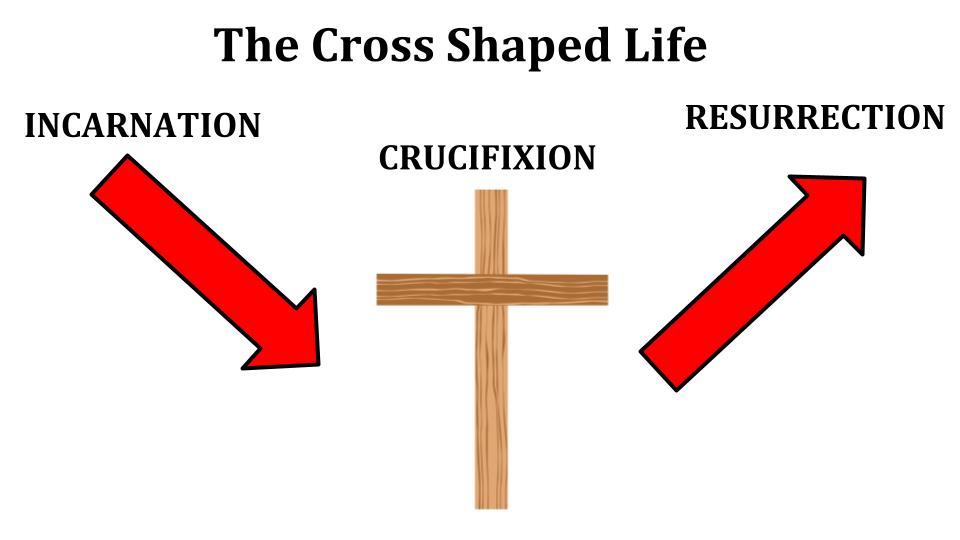 The Cross Shaped Life
INCARNATION
CRUCIFIXION
RESURRECTION